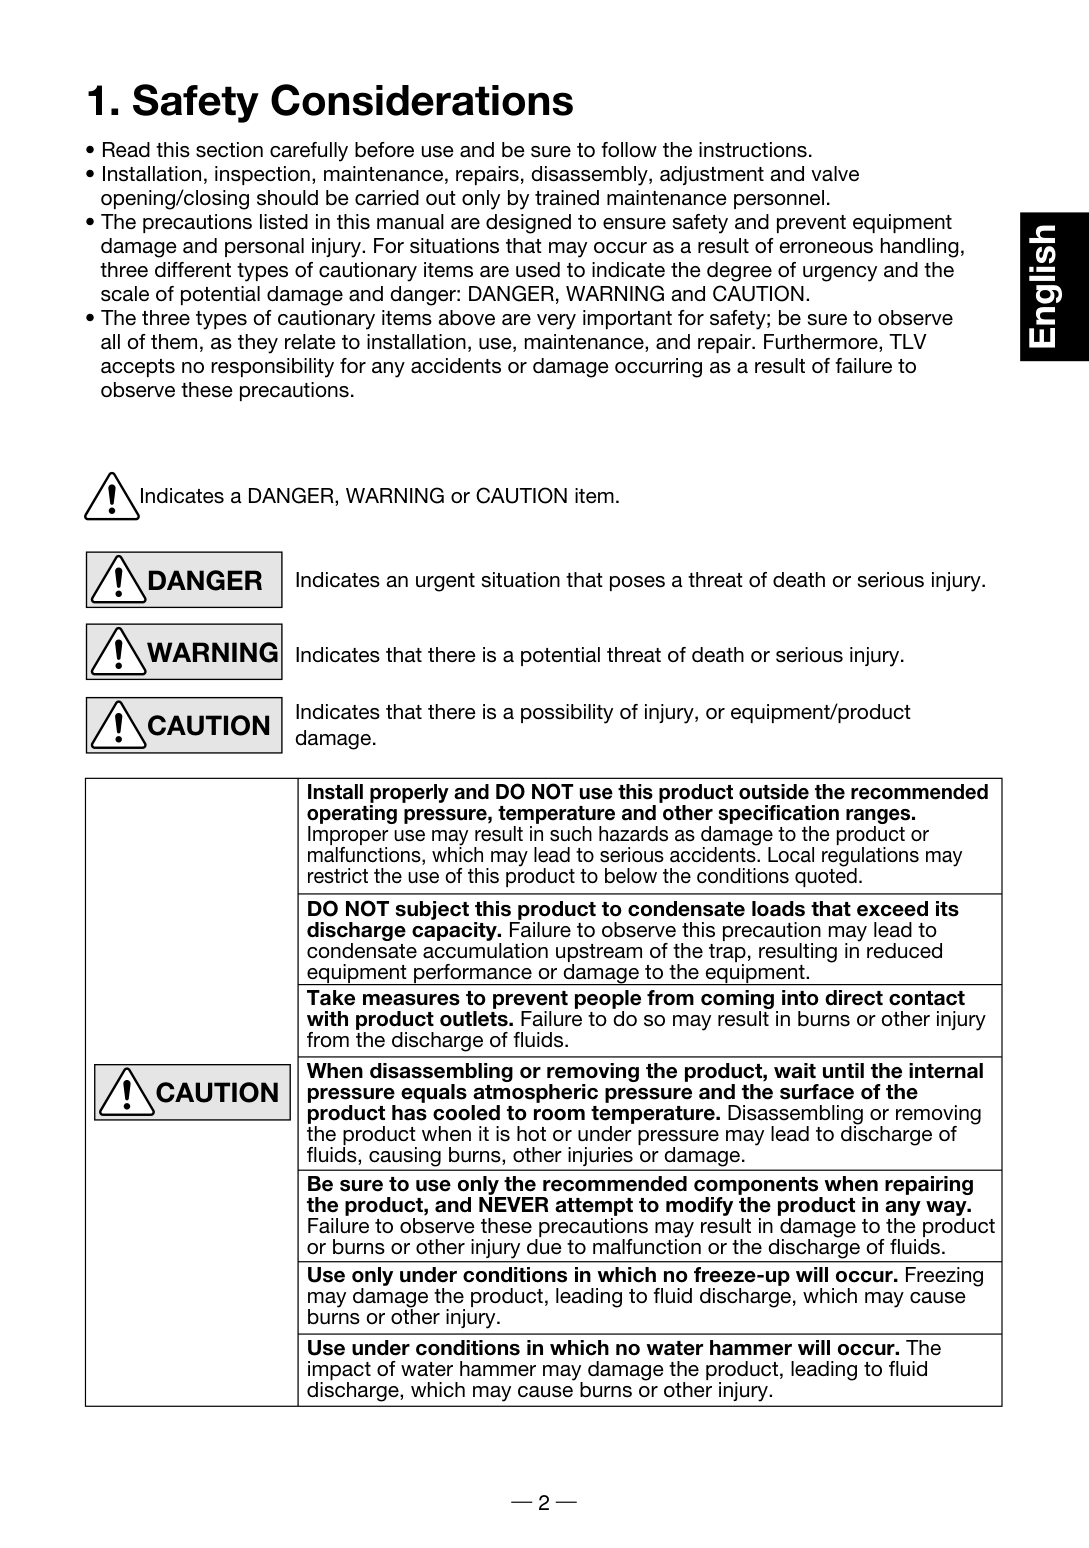 1. Safety Considerations
• Read this section carefully before use and be sure to follow the instructions.
• Installation, inspection, maintenance, repairs, disassembly, adjustment and valve
opening/closing should be carried out only by trained maintenance personnel.
• The precautions listed in this manual are designed to ensure safety and prevent equipment
damage and personal injury. For situations that may occur as a result of erroneous handling,
three different types of cautionary items are used to indicate the degree of urgency and the
scale of potential damage and danger: DANGER, WARNING and CAUTION.
• The three types of cautionary items above are very important for safety; be sure to observe
all of them, as they relate to installation, use, maintenance, and repair. Furthermore, TLV
accepts no responsibility for any accidents or damage occurring as a result of failure to
observe these precautions.
English
Indicates a DANGER, WARNING or CAUTION item.
DANGER Indicates an urgent situation that poses a threat of death or serious injury.
WARNING Indicates that there is a potential threat of death or serious injury.
CAUTION Indicates that there is a possibility of injury, or equipment/product
damage.
CAUTION
Install properly and DO NOT use this product outside the recommended
operating pressure, temperature and other specification ranges.
Improper use may result in such hazards as damage to the product or
malfunctions, which may lead to serious accidents. Local regulations may
restrict the use of this product to below the conditions quoted.
DO NOT subject this product to condensate loads that exceed its
discharge capacity. Failure to observe this precaution may lead to
condensate accumulation upstream of the trap, resulting in reduced
equipment performance or damage to the equipment.
Take measures to prevent people from coming into direct contact
with product outlets. Failure to do so may result in burns or other injury
from the discharge of fluids.
When disassembling or removing the product, wait until the internal
pressure equals atmospheric pressure and the surface of the
product has cooled to room temperature. Disassembling or removing
the product when it is hot or under pressure may lead to discharge of
fluids, causing burns, other injuries or damage.
Be sure to use only the recommended components when repairing
the product, and NEVER attempt to modify the product in any way.
Failure to observe these precautions may result in damage to the product
or burns or other injury due to malfunction or the discharge of fluids.
Use only under conditions in which no freeze-up will occur. Freezing
may damage the product, leading to fluid discharge, which may cause
burns or other injury.
Use under conditions in which no water hammer will occur. The
impact of water hammer may damage the product, leading to fluid
discharge, which may cause burns or other injury.
— 2 —